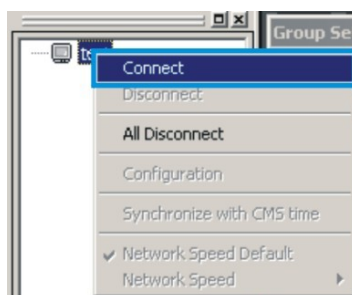 Group Se
Connect
Disconnect
All Disconnect
Configuration
Synchronize with CMS time
Network Speed Default
Network Speed